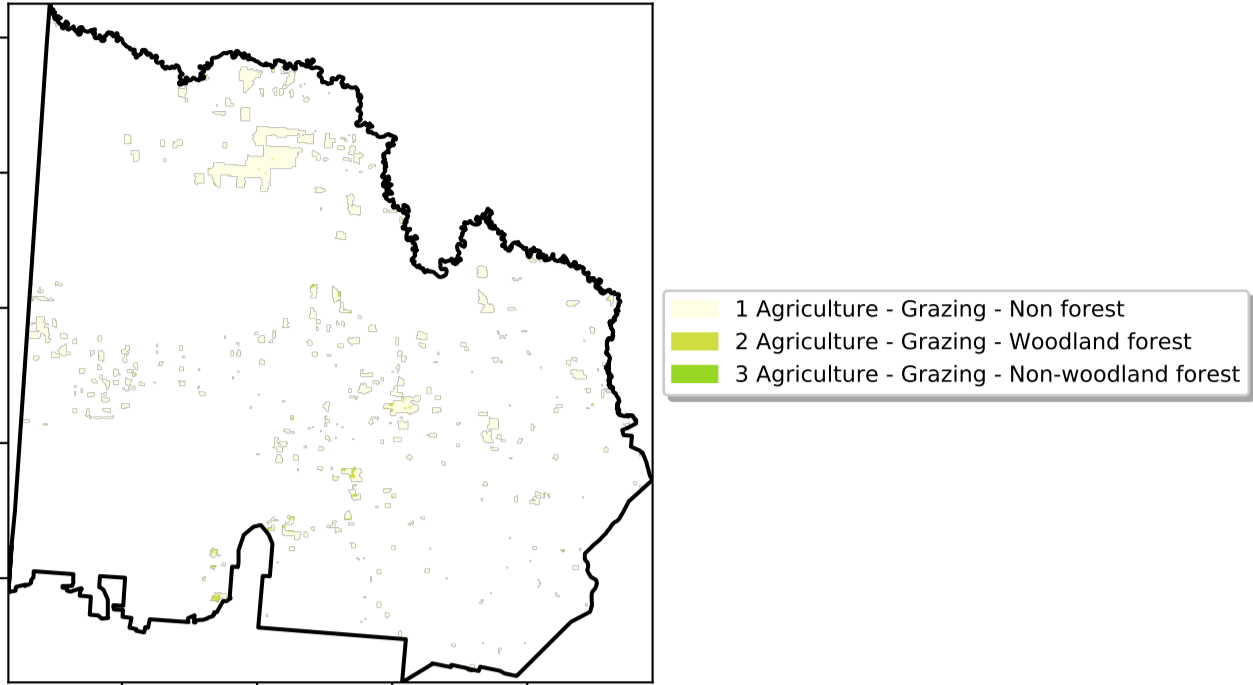 1 Agriculture - Grazing - Non forest
2 Agriculture - Grazing - Woodland forest
3 Agriculture - Grazing - Non-woodland forest